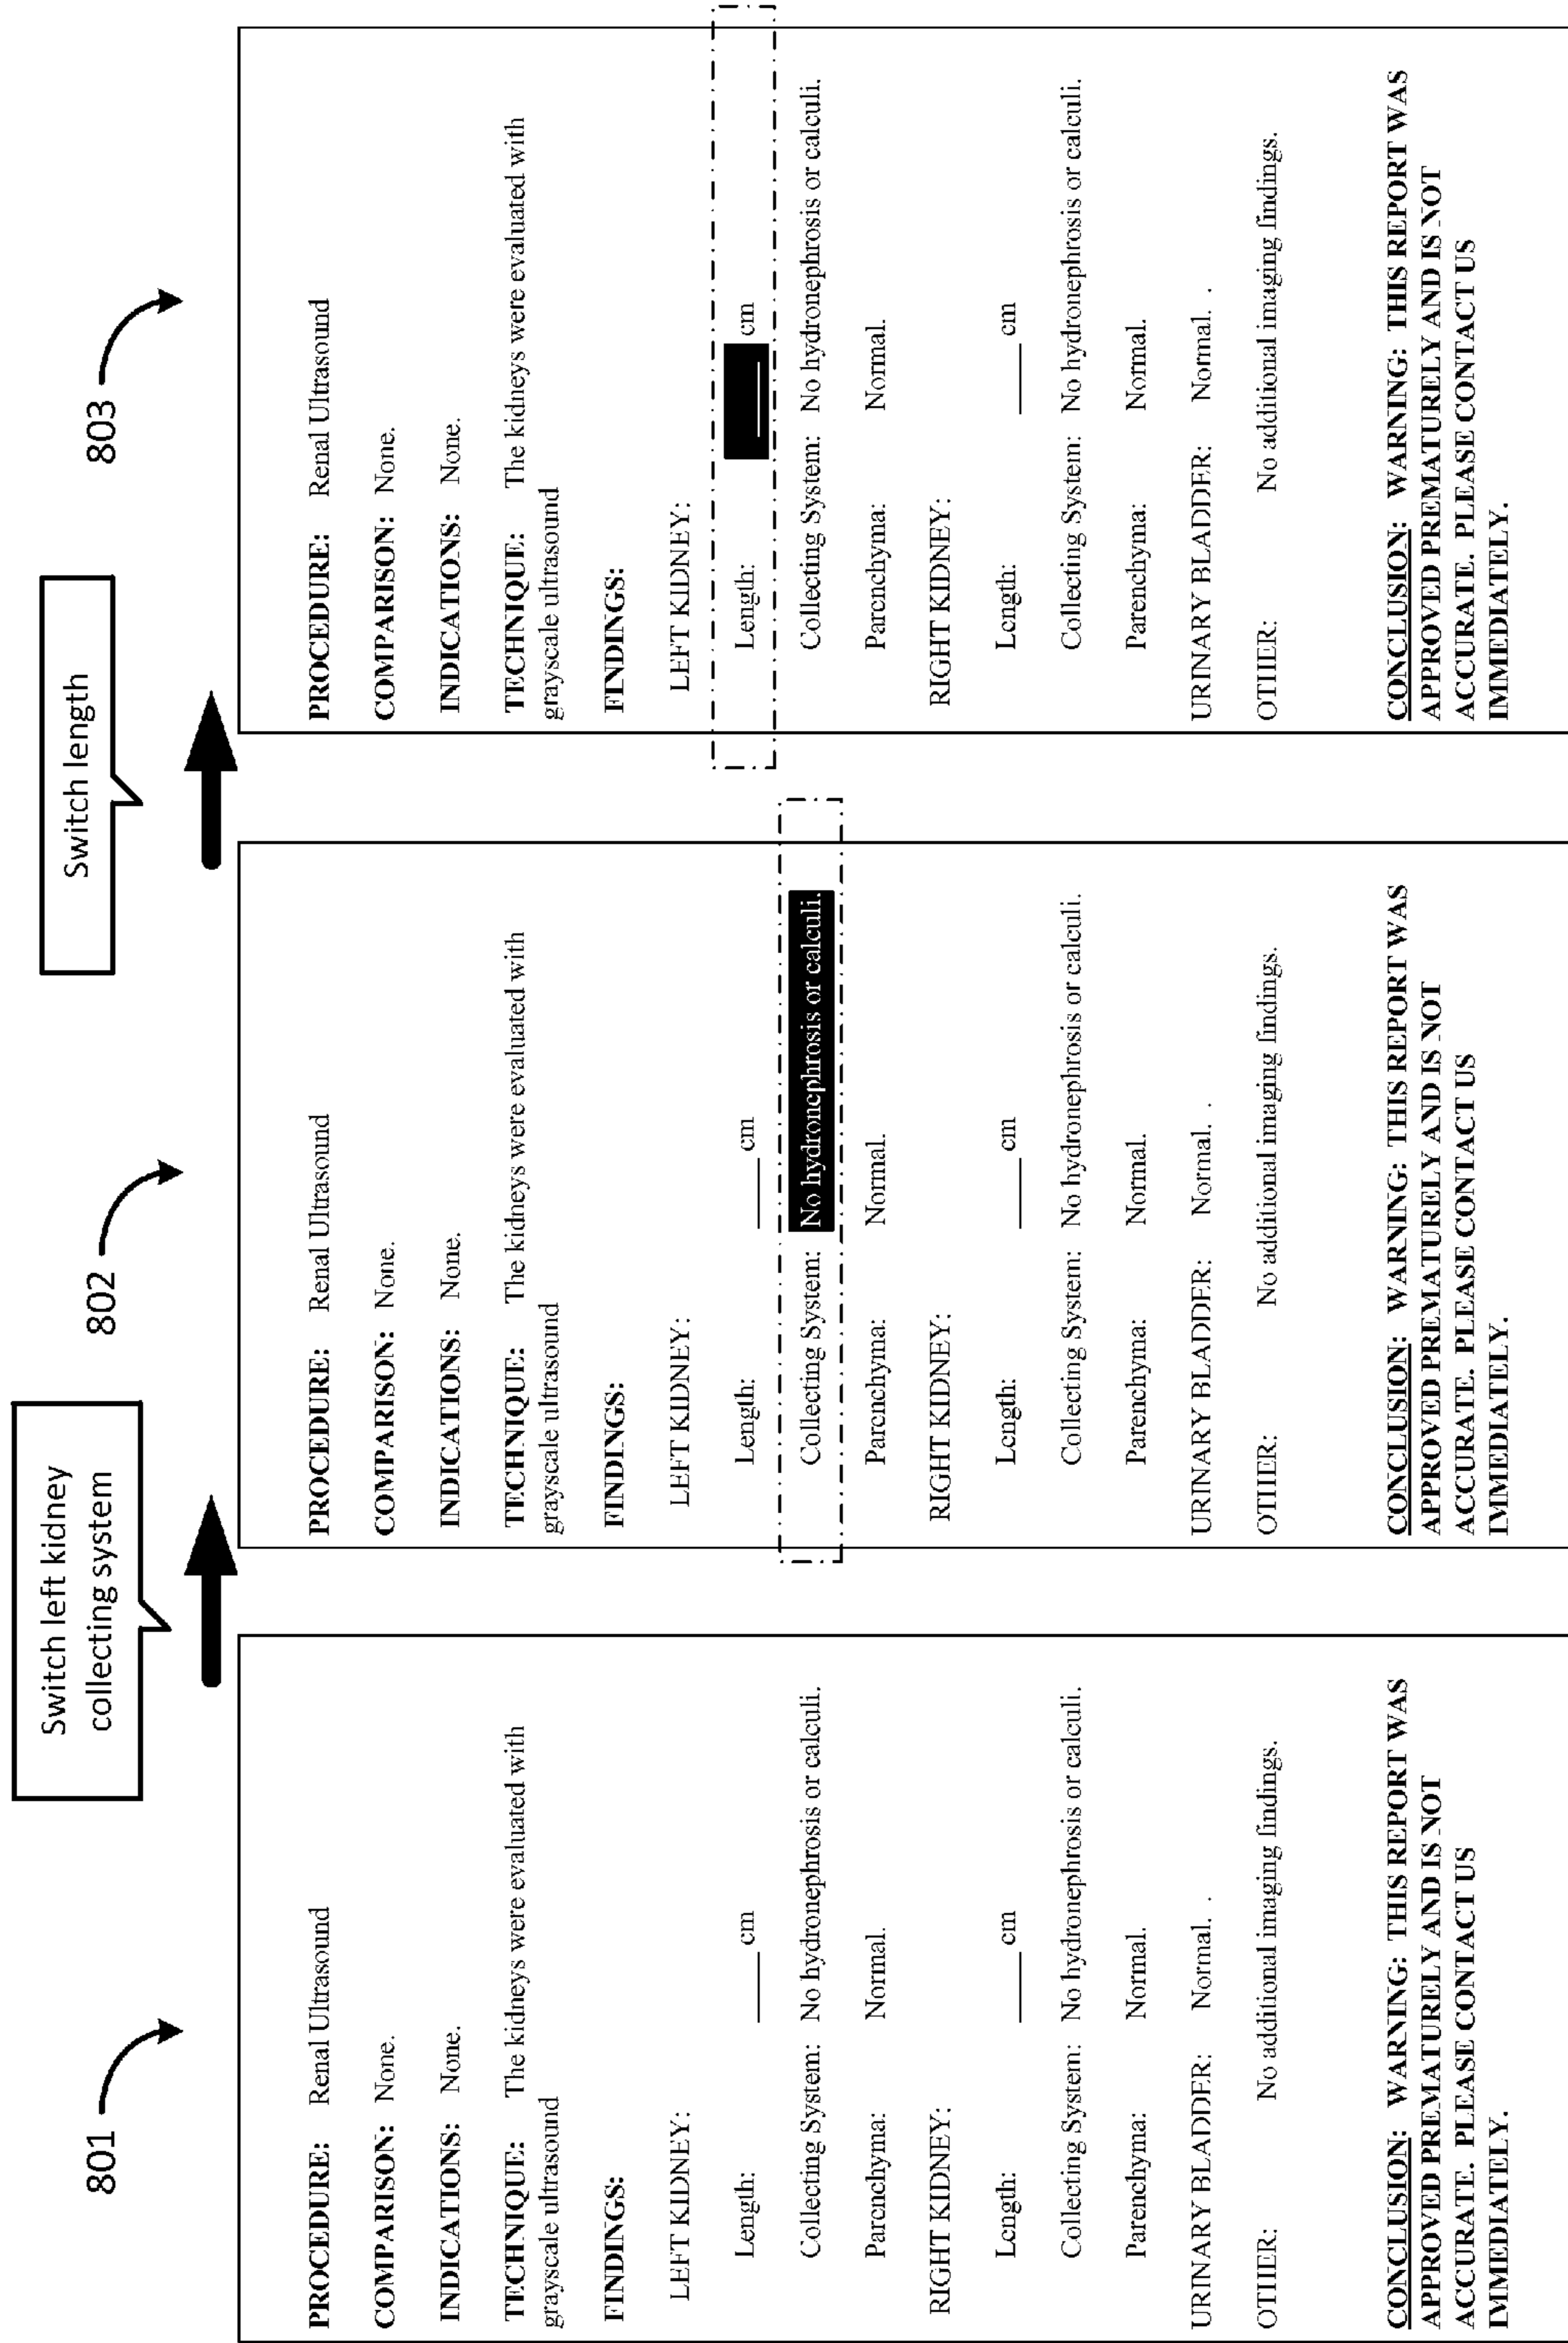 801
Switch left kidney
collecting system
802
Switch length
803
PROCEDURE: Renal Ultrasound
COMPARISON: None.
INDICATIONS: None.
TECHNIQUE: The kidneys were evaluated with
grayscale ultrasound
FINDINGS:
LEFT KIDNEY:
Length: ____ cm
Collecting System: No hydronephrosis or calculi.
Parenchyma: Normal.
RIGHT KIDNEY:
Length: ____ cm
Collecting System: No hydronephrosis or calculi.
Parenchyma: Normal.
URINARY BLADDER: Normal. .
OTHER: No additional imaging findings.
CONCLUSION: WARNING: THIS REPORT WAS
APPROVED PREMATURELY AND IS NOT
ACCURATE. PLEASE CONTACT US
IMMEDIATELY.
PROCEDURE: Renal Ultrasound
COMPARISON: None.
INDICATIONS: None.
TECHNIQUE: The kidneys were evaluated with
grayscale ultrasound
FINDINGS:
LEFT KIDNEY:
Length: ____ cm
Collecting System: No hydronephrosis or calculi.
Parenchyma: Normal.
RIGHT KIDNEY:
Length: ____ cm
Collecting System: No hydronephrosis or calculi.
Parenchyma: Normal.
URINARY BLADDER: Normal. .
OTHER: No additional imaging findings.
CONCLUSION: WARNING: THIS REPORT WAS
APPROVED PREMATURELY AND IS NOT
ACCURATE. PLEASE CONTACT US
IMMEDIATELY.
PROCEDURE: Renal Ultrasound
COMPARISON: None.
INDICATIONS: None.
TECHNIQUE: The kidneys were evaluated with
grayscale ultrasound
FINDINGS:
LEFT KIDNEY:
Length: ____ cm
Collecting System: No hydronephrosis or calculi.
Parenchyma: Normal.
RIGHT KIDNEY:
Length: ____ cm
Collecting System: No hydronephrosis or calculi.
Parenchyma: Normal.
URINARY BLADDER: Normal. .
OTHER: No additional imaging findings.
CONCLUSION: WARNING: THIS REPORT WAS
APPROVED PREMATURELY AND IS NOT
ACCURATE. PLEASE CONTACT US
IMMEDIATELY.